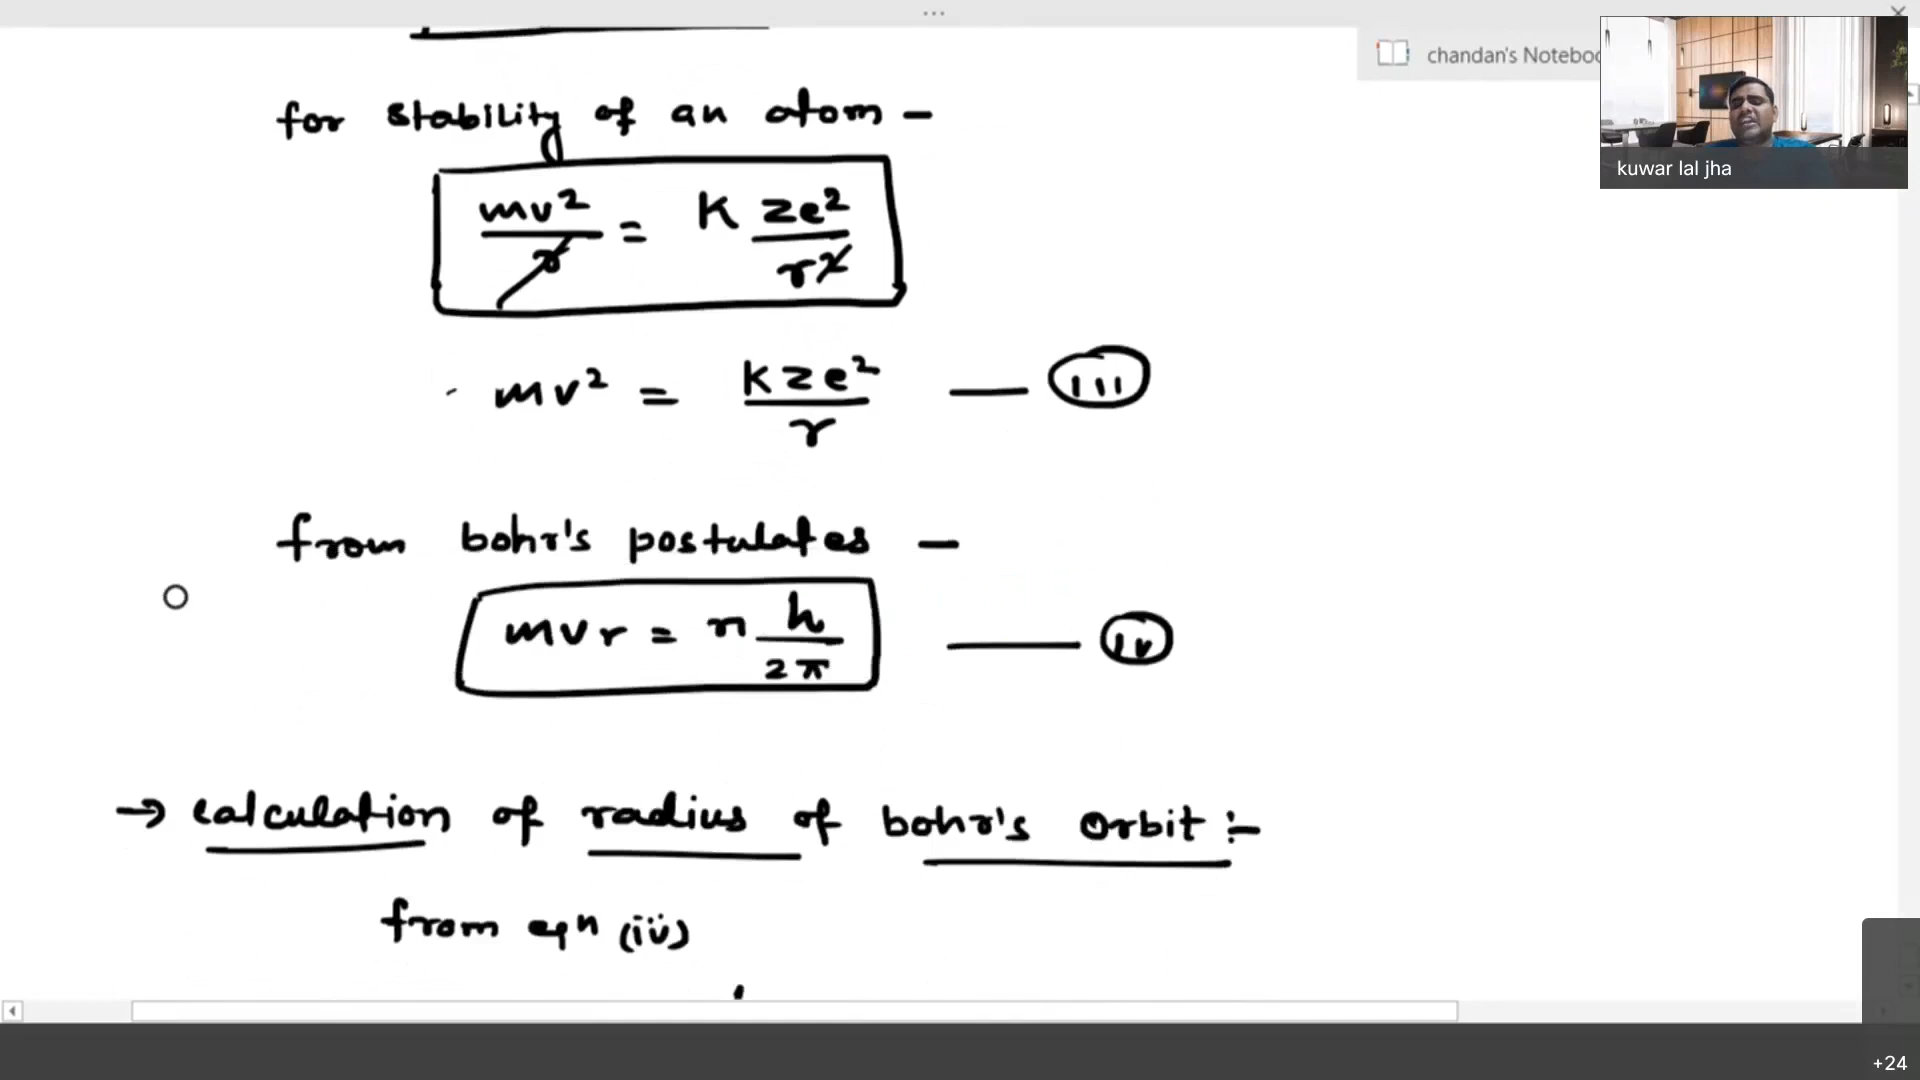 chandan's Noteboo
kuwar lal jha
for stability of an atom -
mv²/r = K ze²/r²
mv² = Kze²/r — (iii)
from bohr's postulates -
mvr = n h/2π — (iv)
→ calculation of radius of bohr's orbit :-
from eqn (iv)
+24